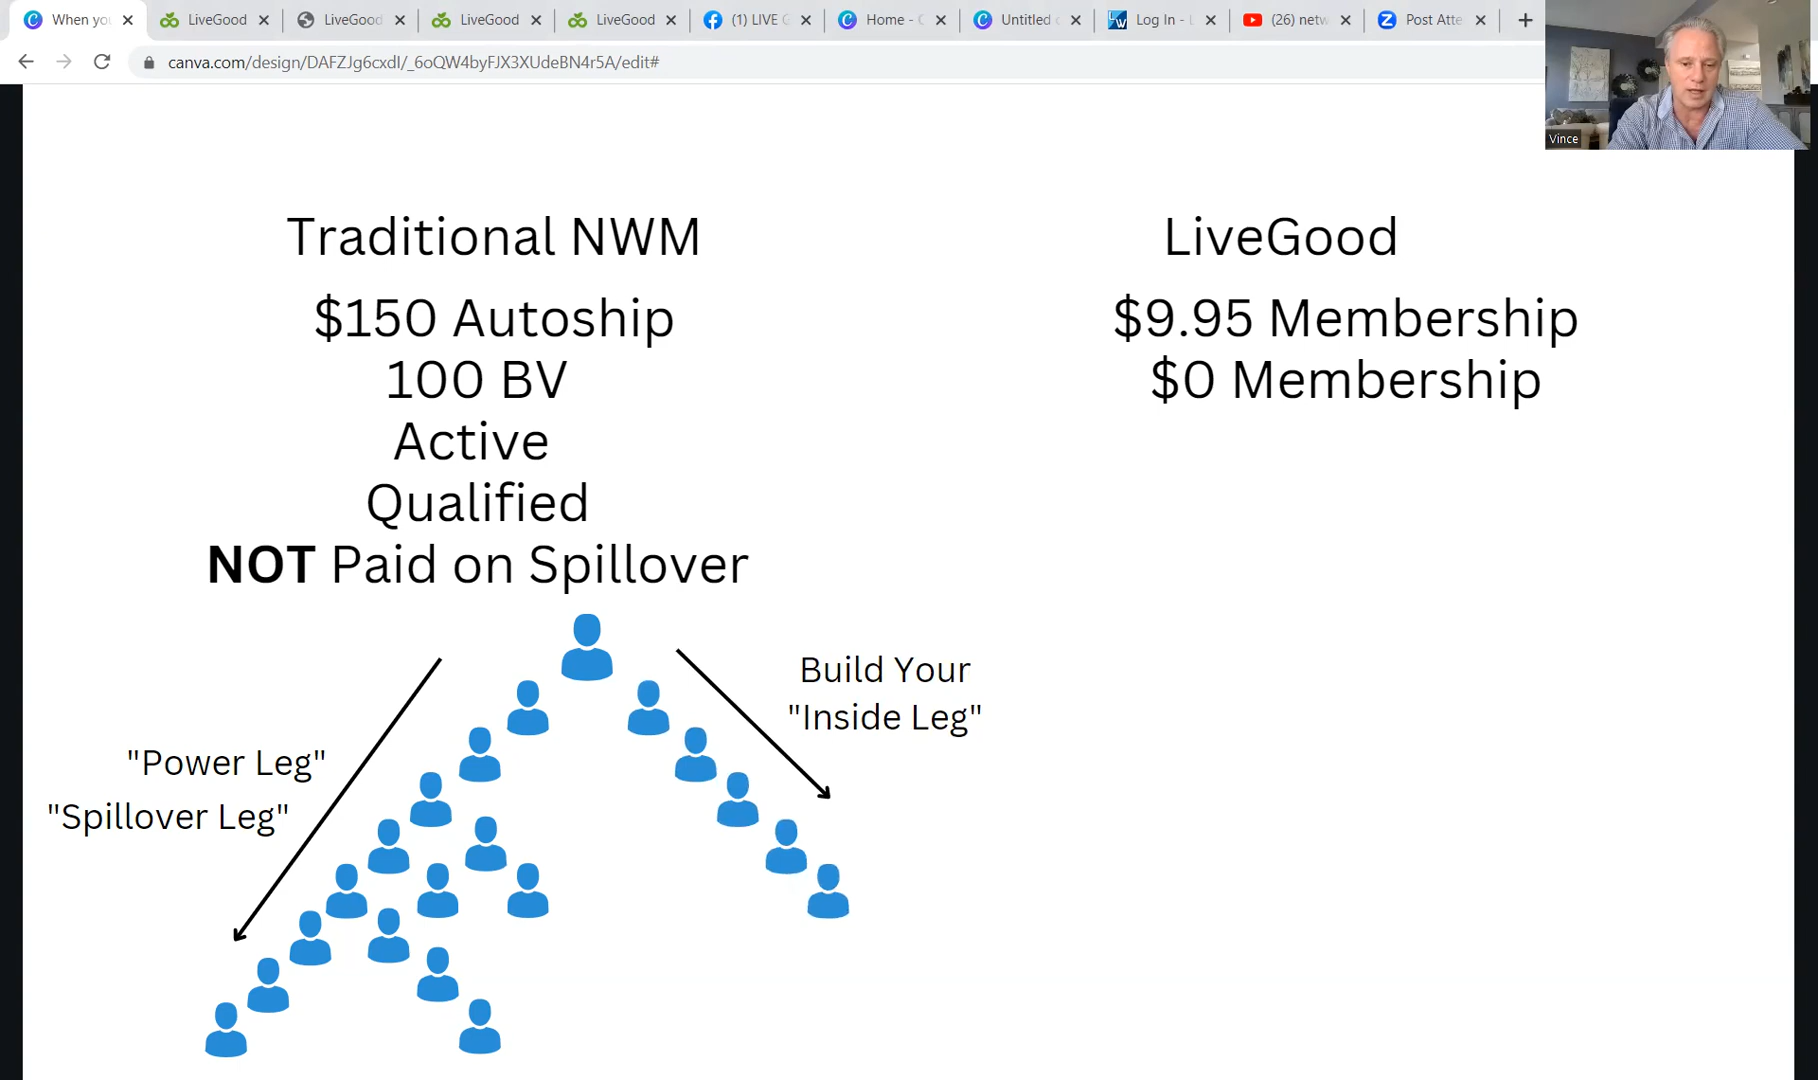 When you
LiveGood
LiveGood
LiveGood
LiveGood
(1) LIVE G
Home - C
Untitled
Log In - L
(26) netw
Post Atte
canva.com/design/DAFZJg6cxdI/_6oQW4byFJX3XUdeBN4r5A/edit#
Vince
Traditional NWM
$150 Autoship
100 BV
Active
Qualified
NOT Paid on Spillover
"Power Leg"
"Spillover Leg"
Build Your
"Inside Leg"
LiveGood
$9.95 Membership
$0 Membership